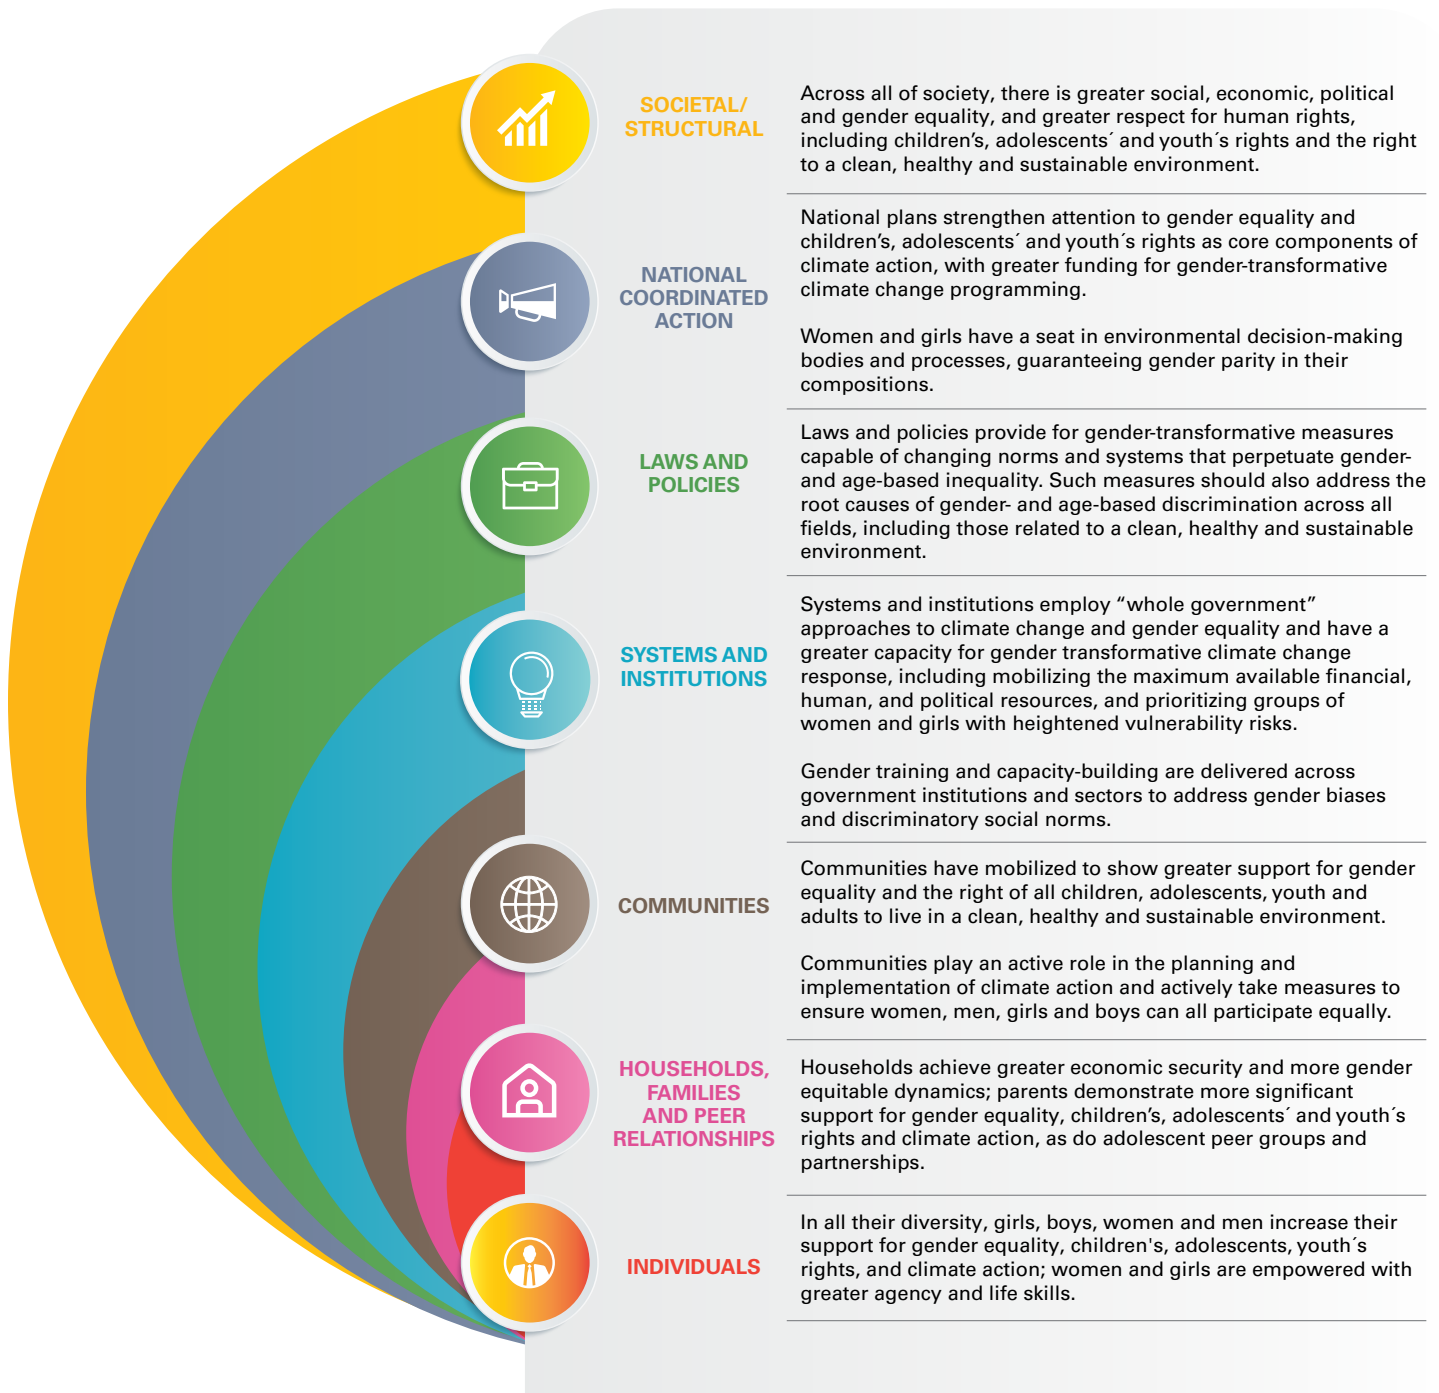 SOCIETAL/
STRUCTURAL
Across all of society, there is greater social, economic, political
and gender equality, and greater respect for human rights,
including children’s, adolescents´ and youth´s rights and the right
to a clean, healthy and sustainable environment.
NATIONAL
COORDINATED
ACTION
National plans strengthen attention to gender equality and
children’s, adolescents´ and youth´s rights as core components of
climate action, with greater funding for gender-transformative
climate change programming.
Women and girls have a seat in environmental decision-making
bodies and processes, guaranteeing gender parity in their
compositions.
LAWS AND
POLICIES
Laws and policies provide for gender-transformative measures
capable of changing norms and systems that perpetuate gender-
and age-based inequality. Such measures should also address the
root causes of gender- and age-based discrimination across all
fields, including those related to a clean, healthy and sustainable
environment.
SYSTEMS AND
INSTITUTIONS
Systems and institutions employ “whole government”
approaches to climate change and gender equality and have a
greater capacity for gender transformative climate change
response, including mobilizing the maximum available financial,
human, and political resources, and prioritizing groups of
women and girls with heightened vulnerability risks.
Gender training and capacity-building are delivered across
government institutions and sectors to address gender biases
and discriminatory social norms.
COMMUNITIES
Communities have mobilized to show greater support for gender
equality and the right of all children, adolescents, youth and
adults to live in a clean, healthy and sustainable environment.
Communities play an active role in the planning and
implementation of climate action and actively take measures to
ensure women, men, girls and boys can all participate equally.
HOUSEHOLDS,
FAMILIES
AND PEER
RELATIONSHIPS
Households achieve greater economic security and more gender
equitable dynamics; parents demonstrate more significant
support for gender equality, children’s, adolescents´ and youth´s
rights and climate action, as do adolescent peer groups and
partnerships.
INDIVIDUALS
In all their diversity, girls, boys, women and men increase their
support for gender equality, children's, adolescents, youth´s
rights, and climate action; women and girls are empowered with
greater agency and life skills.